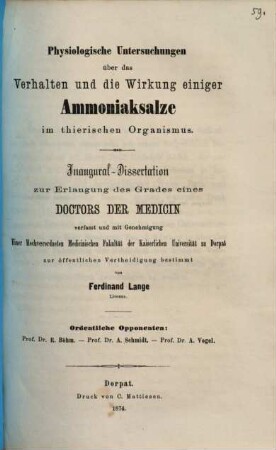 59.
Physiologische Untersuchungen
über das
Verhalten und die Wirkung einiger
Ammoniaksalze
im thierischen Organismus.
Inaugural-Dissertation
zur Erlangung des Grades eines
DOCTORS DER MEDICIN
verfasst und mit Genehmigung
Einer Hochverordneten Medicinischen Facultät der Kaiserlichen Universität zu Dorpat
zur öffentlichen Vertheidigung bestimmt
von
Ferdinand Lange
Ordentliche Opponenten:
Prof. Dr. R. Böhm. — Prof. Dr. A. Schmidt. — Prof. Dr. A. Vogel.
Dorpat.
Druck von C. Mattiesen.
1874.